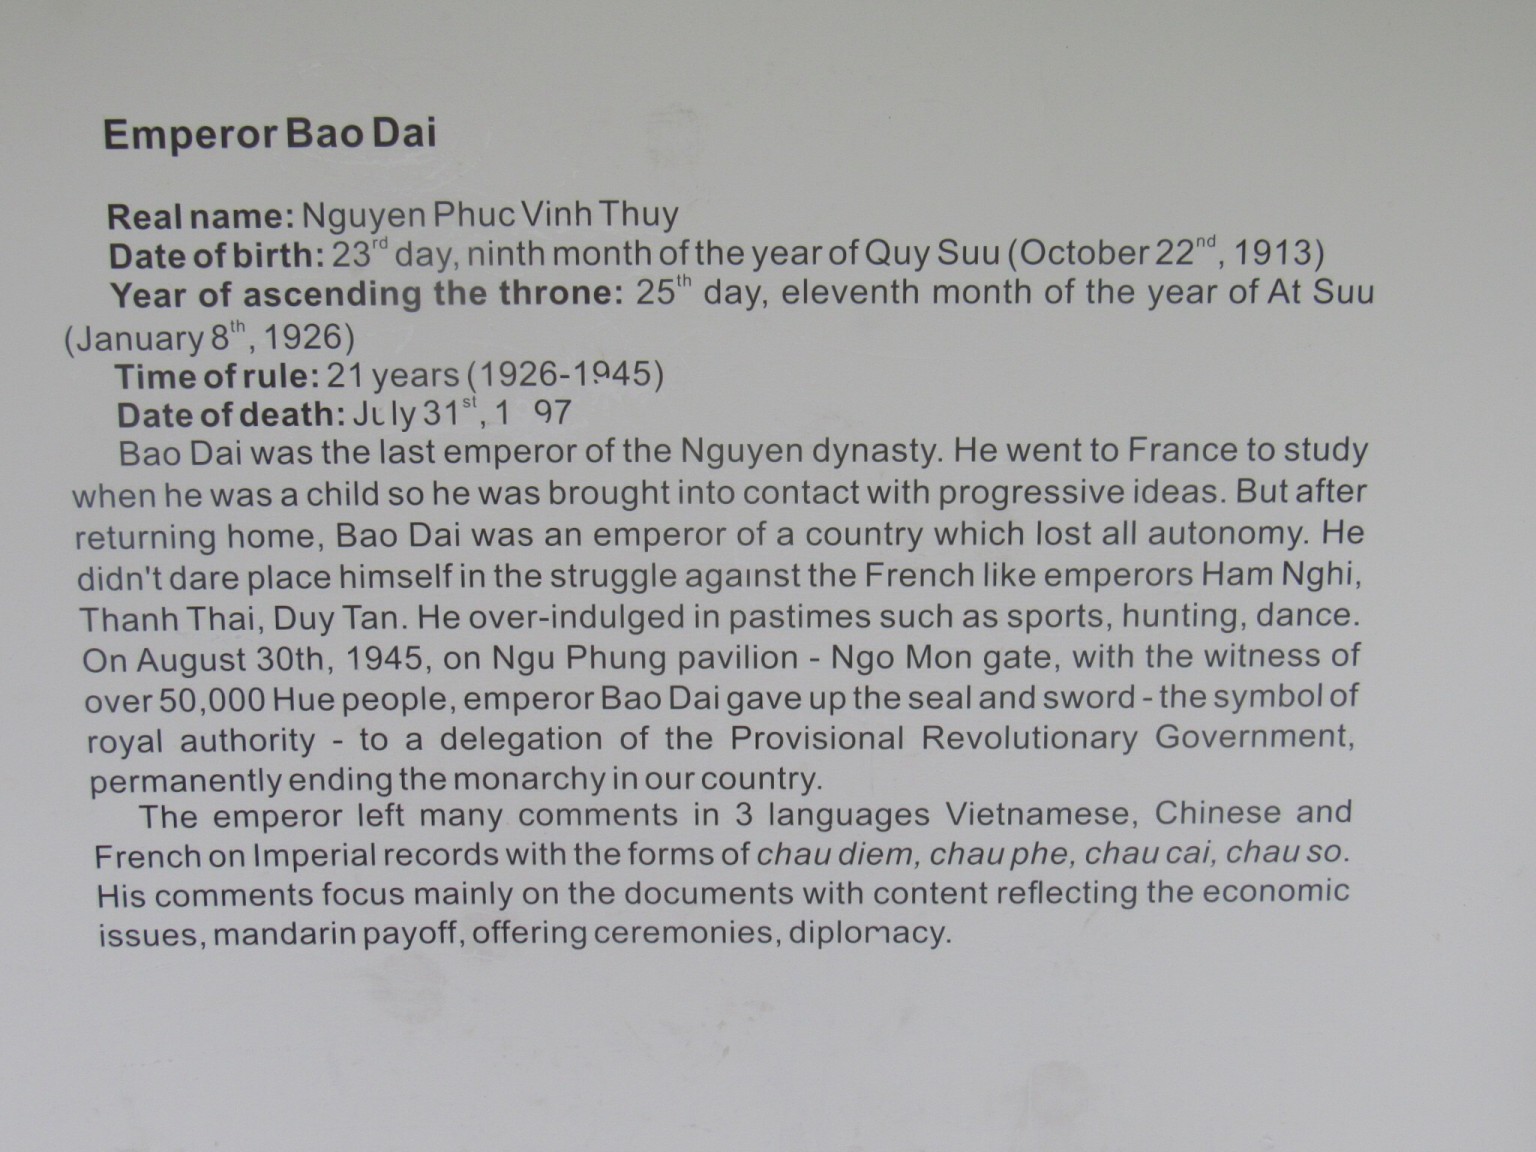 Emperor Bao Dai
Real name: Nguyen Phuc Vinh Thuy
Date of birth: 23rd day, ninth month of the year of Quy Suu (October 22nd, 1913)
Year of ascending the throne: 25th day, eleventh month of the year of At Suu
(January 8th, 1926)
Time of rule: 21 years (1926-1945)
Date of death: July 31st, 1 97
Bao Dai was the last emperor of the Nguyen dynasty. He went to France to study
when he was a child so he was brought into contact with progressive ideas. But after
returning home, Bao Dai was an emperor of a country which lost all autonomy. He
didn't dare place himself in the struggle against the French like emperors Ham Nghi,
Thanh Thai, Duy Tan. He over-indulged in pastimes such as sports, hunting, dance.
On August 30th, 1945, on Ngu Phung pavilion - Ngo Mon gate, with the witness of
over 50,000 Hue people, emperor Bao Dai gave up the seal and sword - the symbol of
royal authority - to a delegation of the Provisional Revolutionary Government,
permanently ending the monarchy in our country.
The emperor left many comments in 3 languages Vietnamese, Chinese and
French on Imperial records with the forms of chau diem, chau phe, chau cai, chau so.
His comments focus mainly on the documents with content reflecting the economic
issues, mandarin payoff, offering ceremonies, diplomacy.